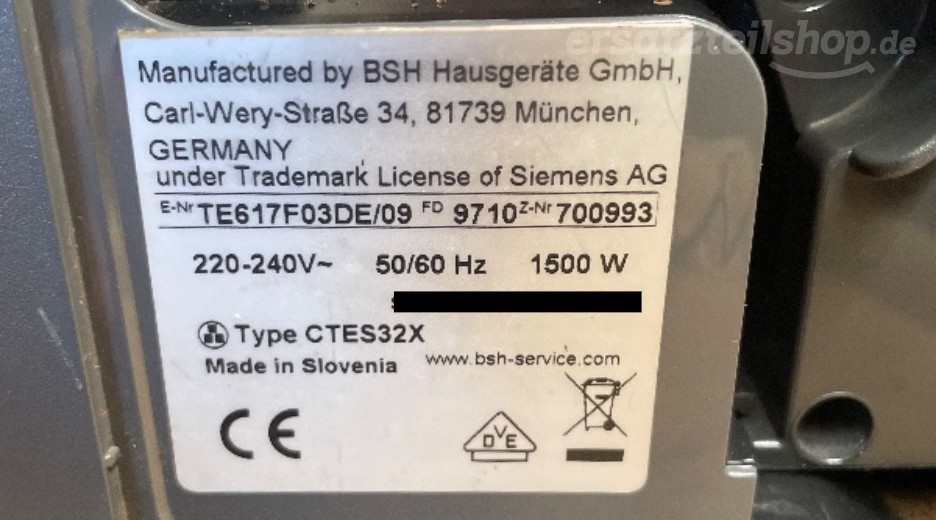 ersatzteilshop.de
Manufactured by BSH Hausgeräte GmbH,
Carl-Wery-Straße 34, 81739 München,
GERMANY
under Trademark License of Siemens AG
E-Nr TE617F03DE/09 FD 9710 Z-Nr 700993
220-240V~ 50/60 Hz 1500 W
Type CTES32X
Made in Slovenia www.bsh-service.com
CE DVE